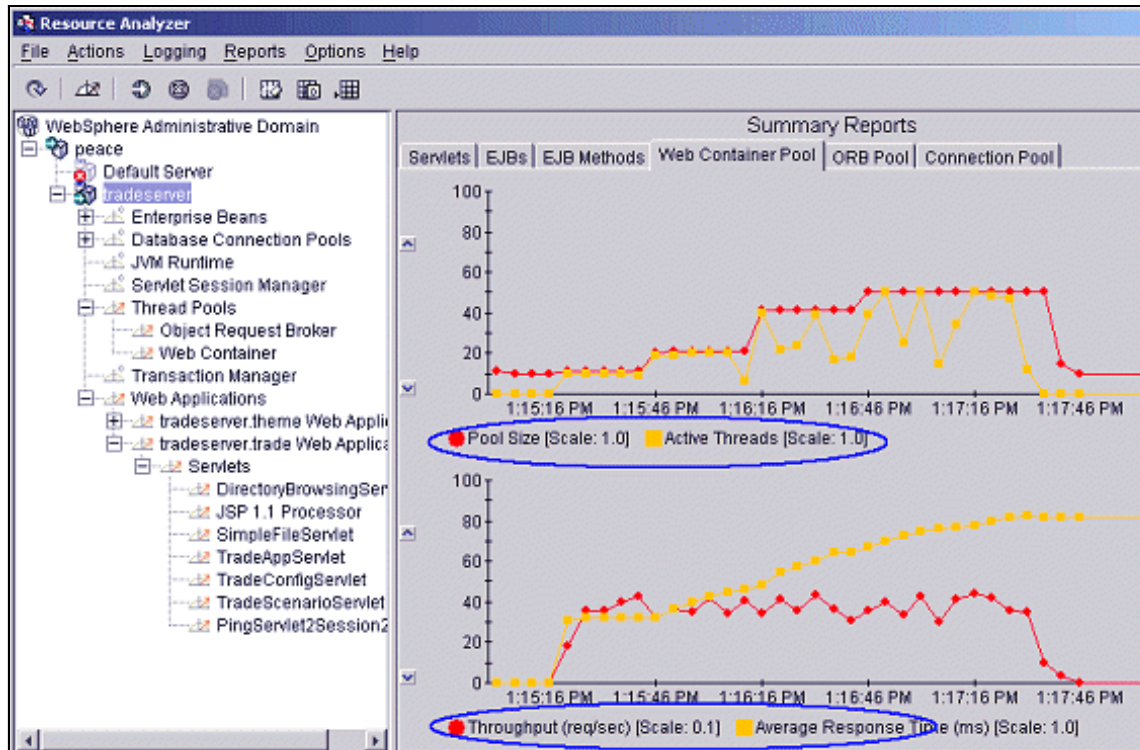 Resource Analyzer
File Actions Logging Reports Options Help
WebSphere Administrative Domain
peace
Default Server
tradeserver
Enterprise Beans
Database Connection Pools
JVM Runtime
Servlet Session Manager
Thread Pools
Object Request Broker
Web Container
Transaction Manager
Web Applications
tradeserver.theme Web Appli
tradeserver.trade Web Applica
Servlets
DirectoryBrowsingSer
JSP 1.1 Processor
SimpleFileServlet
TradeAppServlet
TradeConfigServlet
TradeScenarioServlet
PingServlet2Session2
Summary Reports
Servlets EJBs EJB Methods Web Container Pool ORB Pool Connection Pool
100
80
60
40
20
0
1:15:16 PM 1:15:46 PM 1:16:16 PM 1:16:46 PM 1:17:16 PM 1:17:46 PM
Pool Size [Scale: 1.0] Active Threads [Scale: 1.0]
100
80
60
40
20
0
1:15:16 PM 1:15:46 PM 1:16:16 PM 1:16:46 PM 1:17:16 PM 1:17:46 PM
Throughput (req/sec) [Scale: 0.1] Average Response Time (ms) [Scale: 1.0]